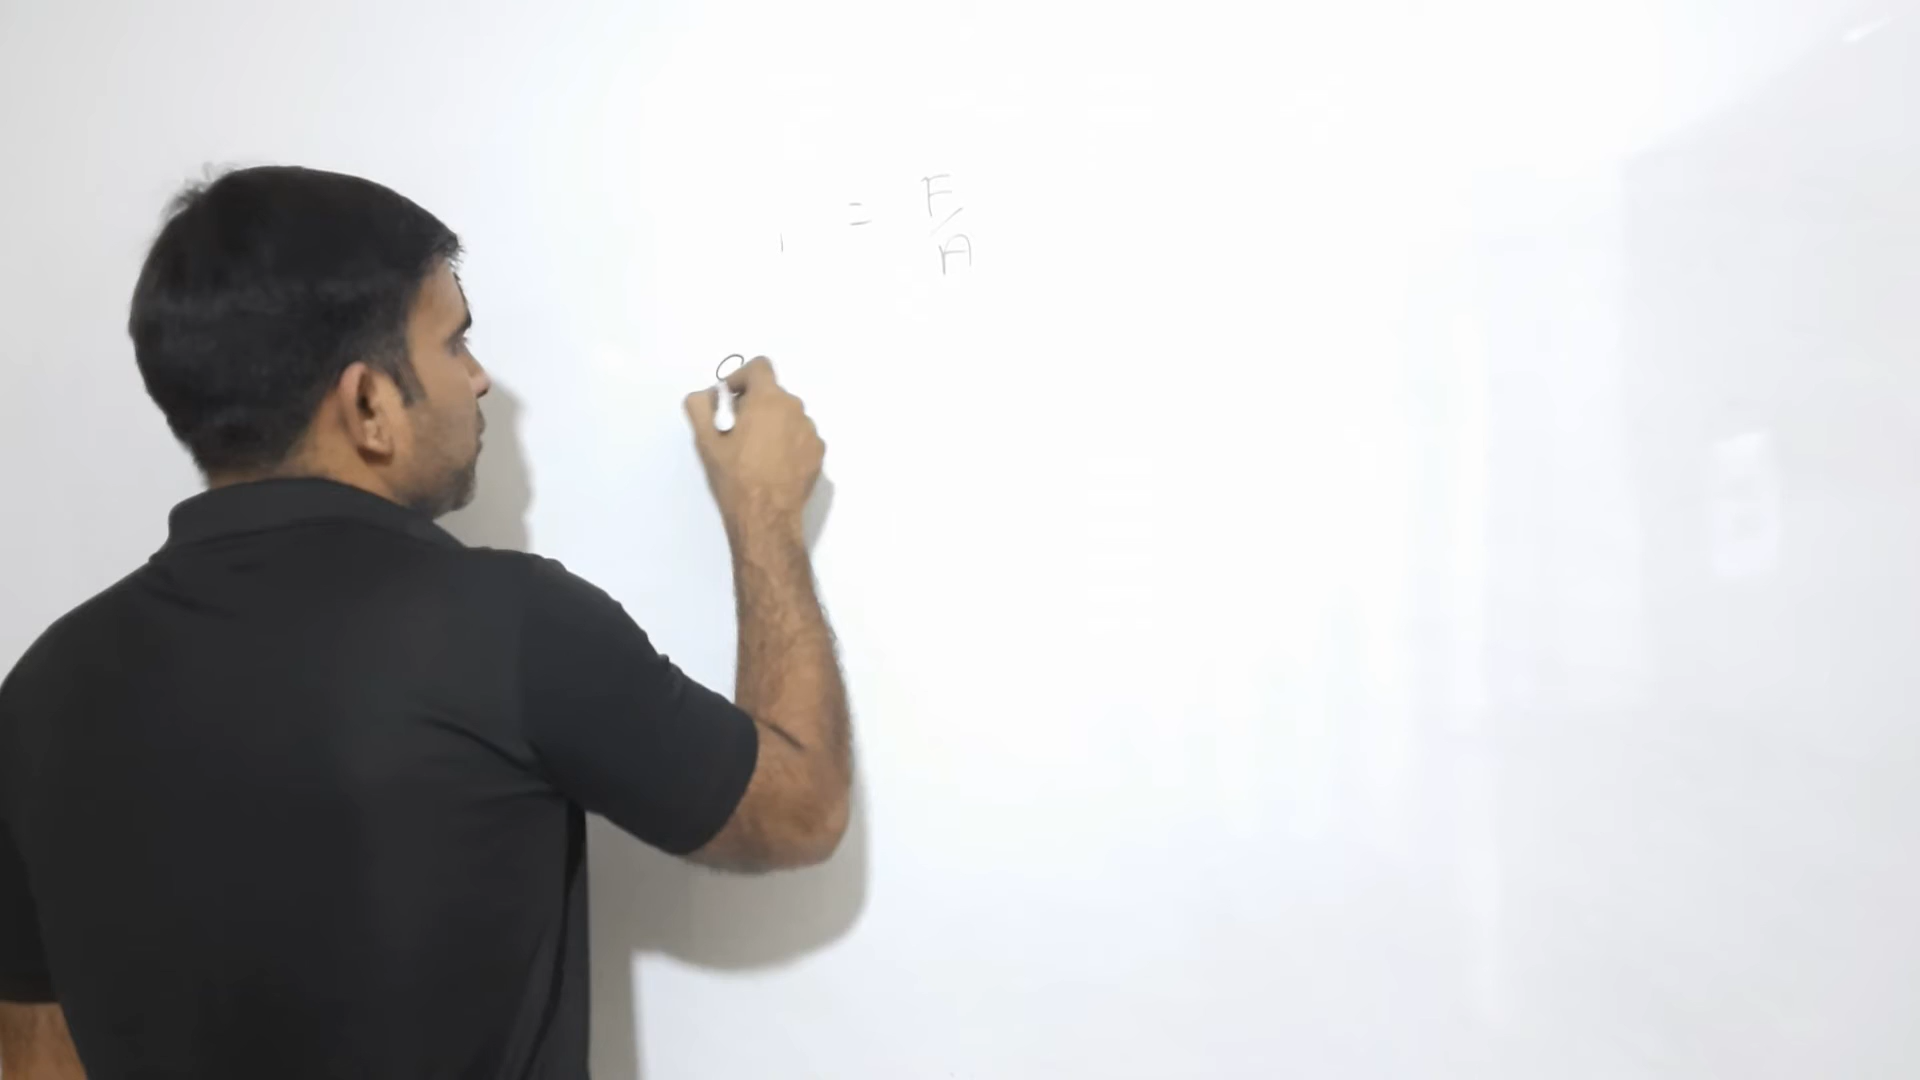 = F/A